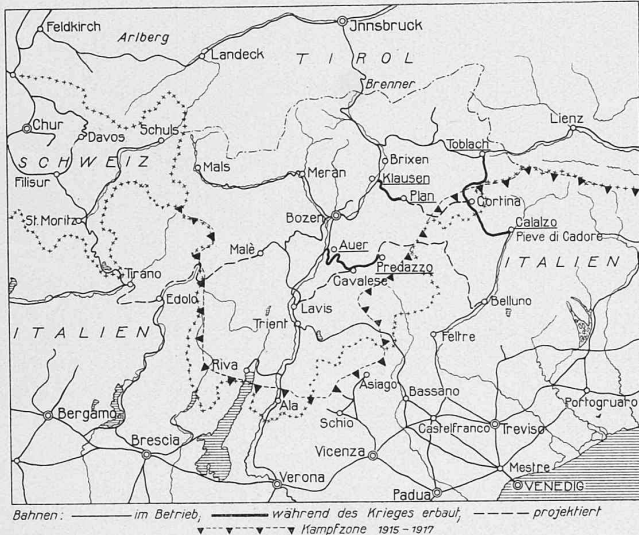 Feldkirch
Arlberg
Innsbruck
Landeck
TIROL
Brenner
Lienz
Chur
Davos
Schuls
Toblach
SCHWEIZ
Mals
Meran
Brixen
Klausen
Filisur
Plan
Cortina
St. Moritz
Bozen
Calalzo
Pieve di Cadore
Malè
Auer
Predazzo
ITALIEN
Tirano
Cavalese
Edolo
Lavis
Belluno
ITALIEN
Trient
Feltre
Riva
Asiago
Bassano
Portogruaro
Bergamo
Ala
Schio
Castelfranco
Treviso
Brescia
Vicenza
Mestre
Verona
Padua
VENEDIG
Bahnen: im Betrieb, während des Krieges erbaut, projektiert
Kampfzone 1915-1917